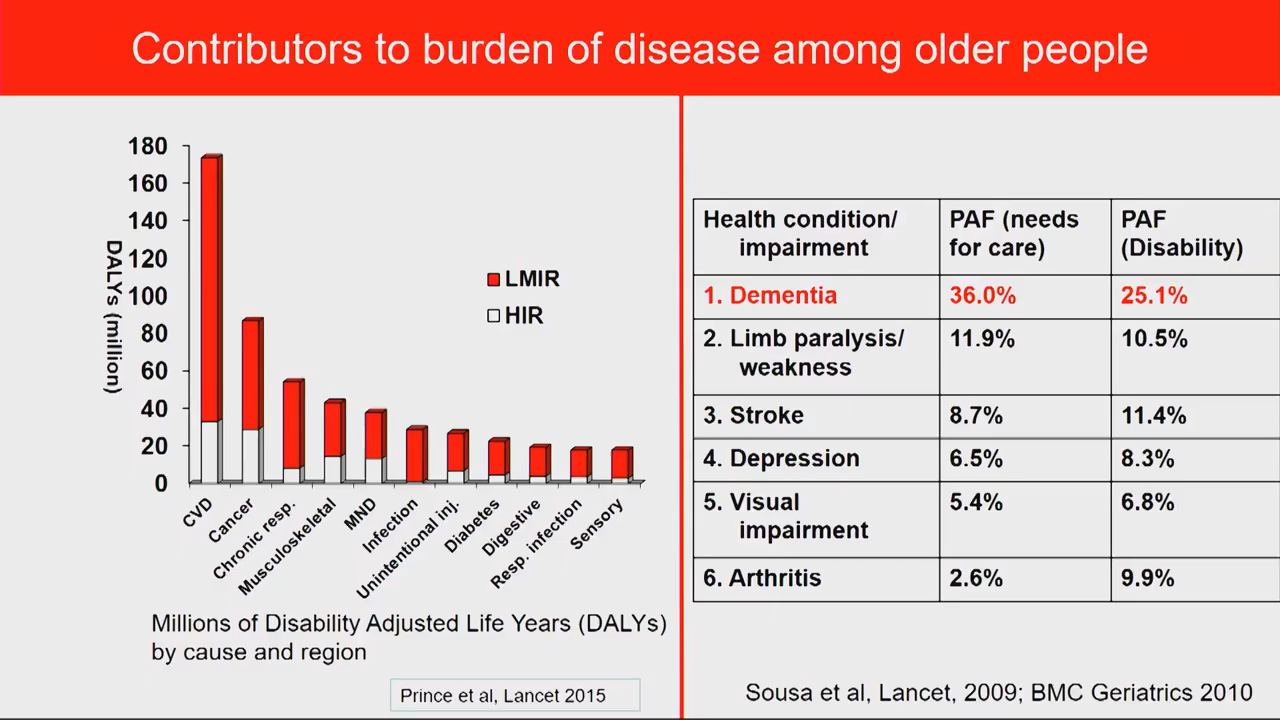 Contributors to burden of disease among older people
180
160
140
120
100
80
60
40
20
0
DALYs (million)
LMIR
HIR
CVD
Cancer
Chronic resp.
Musculoskeletal
MND
Infection
Unintentional inj.
Diabetes
Digestive
Resp. infection
Sensory
Millions of Disability Adjusted Life Years (DALYs)
by cause and region
Prince et al, Lancet 2015
Health condition/ PAF (needs PAF
impairment for care) (Disability)
1. Dementia 36.0% 25.1%
2. Limb paralysis/ 11.9% 10.5%
weakness
3. Stroke 8.7% 11.4%
4. Depression 6.5% 8.3%
5. Visual 5.4% 6.8%
impairment
6. Arthritis 2.6% 9.9%
Sousa et al, Lancet, 2009; BMC Geriatrics 2010